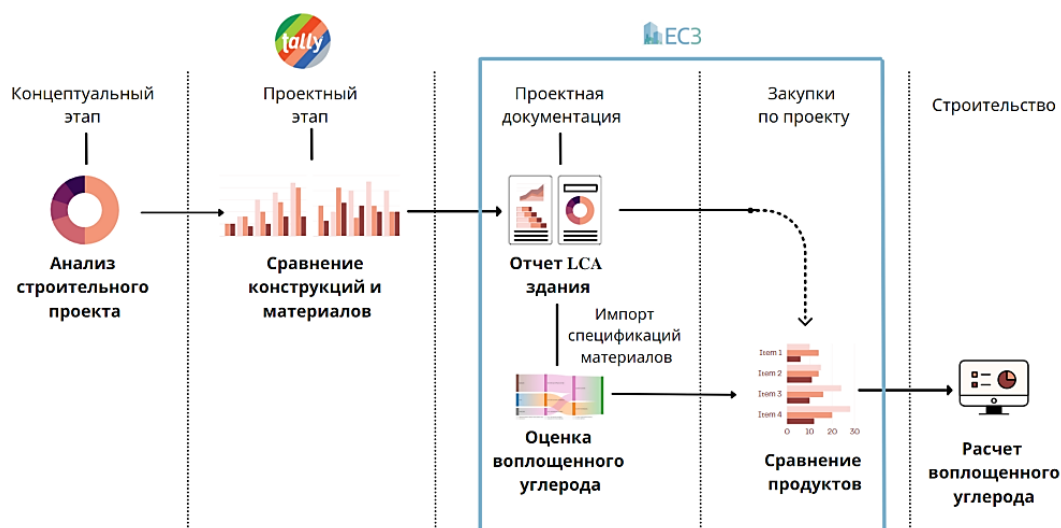 tally
EC3
Концептуальный
этап
Проектный
этап
Проектная
документация
Закупки
по проекту
Строительство
Анализ
строительного
проекта
Сравнение
конструкций и
материалов
Отчет LCA
здания
Импорт
спецификаций
материалов
Item 1
Item 2
Item 3
Item 4
0 10 20 30
Оценка
воплощенного
углерода
Сравнение
продуктов
Расчет
воплощенного
углерода